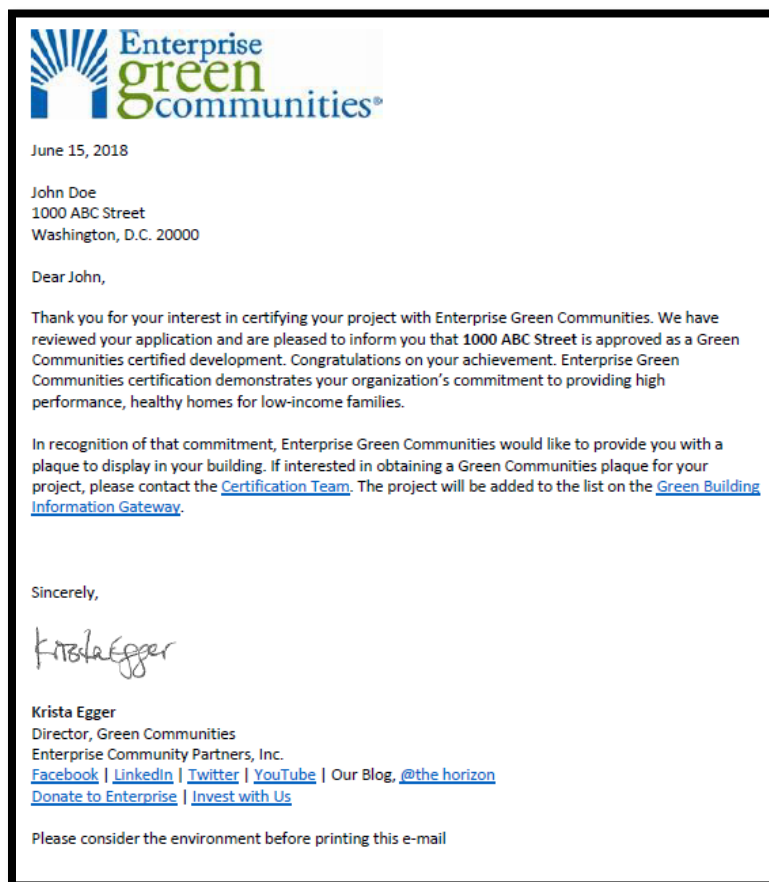 Enterprise
green
communities®
June 15, 2018
John Doe
1000 ABC Street
Washington, D.C. 20000
Dear John,
Thank you for your interest in certifying your project with Enterprise Green Communities. We have
reviewed your application and are pleased to inform you that 1000 ABC Street is approved as a Green
Communities certified development. Congratulations on your achievement. Enterprise Green
Communities certification demonstrates your organization's commitment to providing high
performance, healthy homes for low-income families.
In recognition of that commitment, Enterprise Green Communities would like to provide you with a
plaque to display in your building. If interested in obtaining a Green Communities plaque for your
project, please contact the Certification Team. The project will be added to the list on the Green Building
Information Gateway.
Sincerely,
Krista Egger
Krista Egger
Director, Green Communities
Enterprise Community Partners, Inc.
Facebook | LinkedIn | Twitter | YouTube | Our Blog, @the horizon
Donate to Enterprise | Invest with Us
Please consider the environment before printing this e-mail